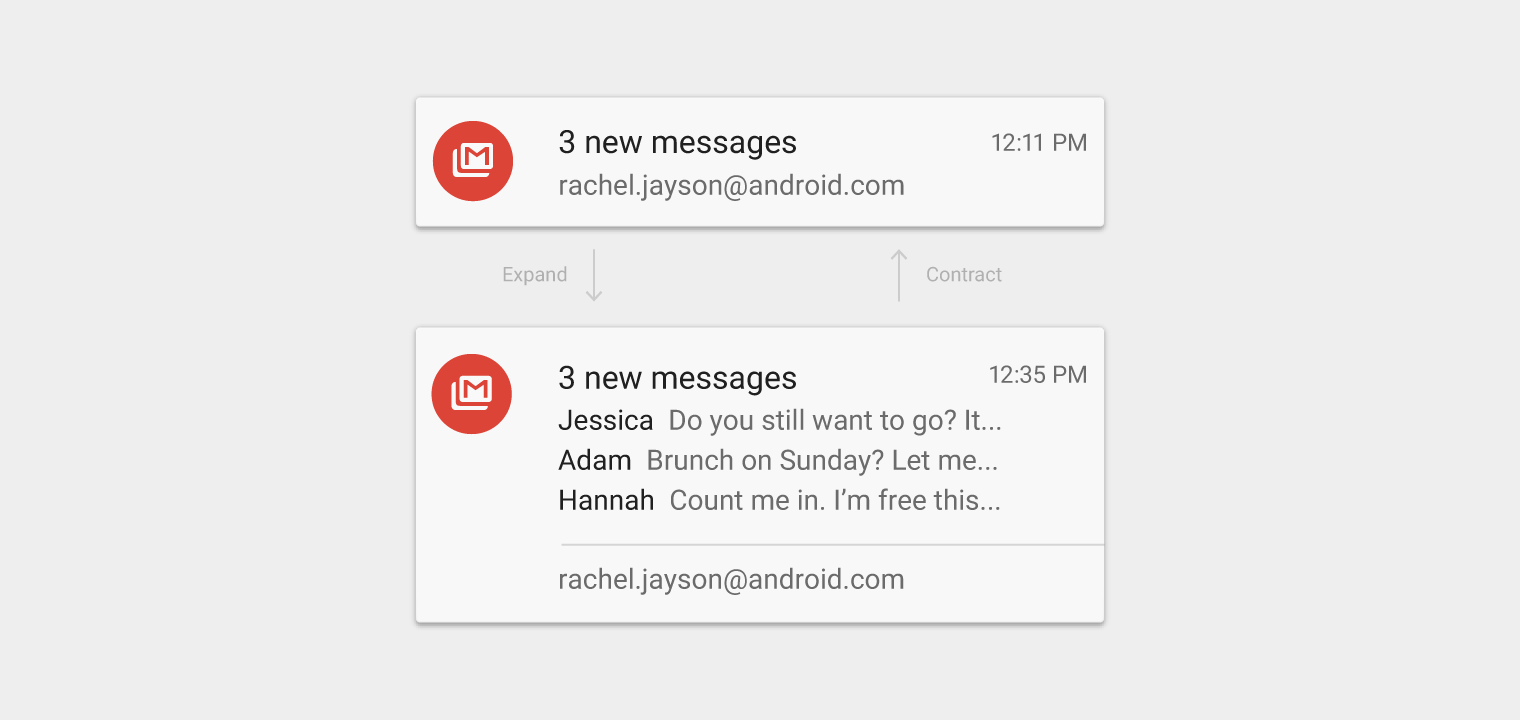 3 new messages 12:11 PM
rachel.jayson@android.com
Expand Contract
3 new messages 12:35 PM
Jessica Do you still want to go? It...
Adam Brunch on Sunday? Let me...
Hannah Count me in. I’m free this...
rachel.jayson@android.com